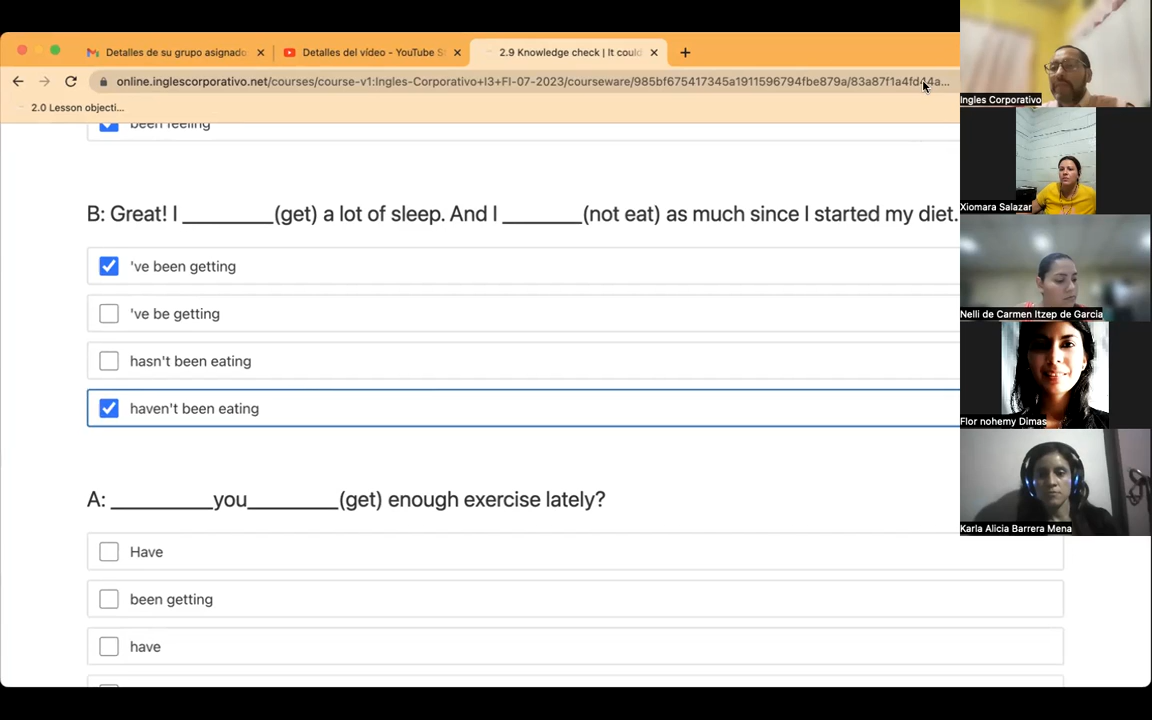 Detalles de su grupo asignado
Detalles del vídeo - YouTube S
2.9 Knowledge check | It could
online.inglescorporativo.net/courses/course-v1:Ingles-Corporativo+I3+FI-07-2023/courseware/985bf675417345a1911596794fbe879a/83a87f1a4fd44a...
2.0 Lesson objecti...
been feeling
B: Great! I _________(get) a lot of sleep. And I ________(not eat) as much since I started my diet.
've been getting
've be getting
hasn't been eating
haven't been eating
A: __________you_________(get) enough exercise lately?
Have
been getting
have
Ingles Corporativo
Xiomara Salazar
Nelli de Carmen Itzep de Garcia
Flor nohemy Dimas
Karla Alicia Barrera Mena